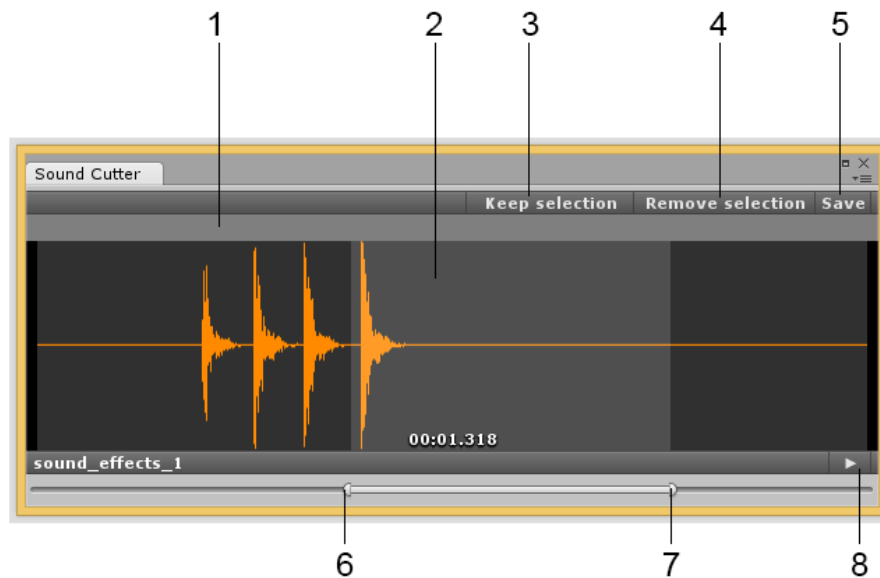 1 2 3 4 5
Sound Cutter
Keep selection Remove selection Save
00:01.318
sound_effects_1
6 7 8